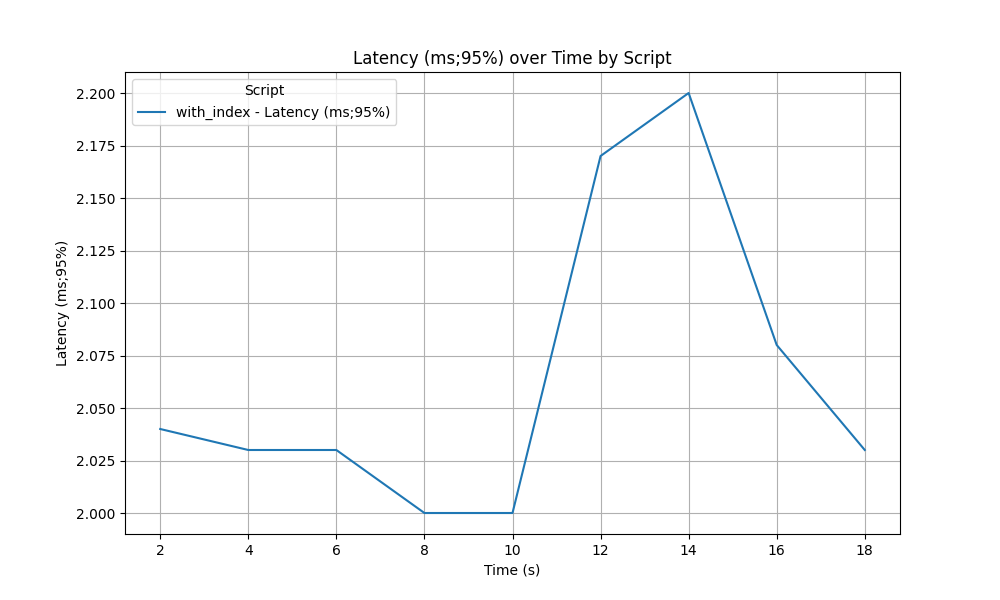 Latency (ms;95%) over Time by Script
Script
with_index - Latency (ms;95%)
Latency (ms;95%)
2.200
2.175
2.150
2.125
2.100
2.075
2.050
2.025
2.000
2 4 6 8 10 12 14 16 18
Time (s)